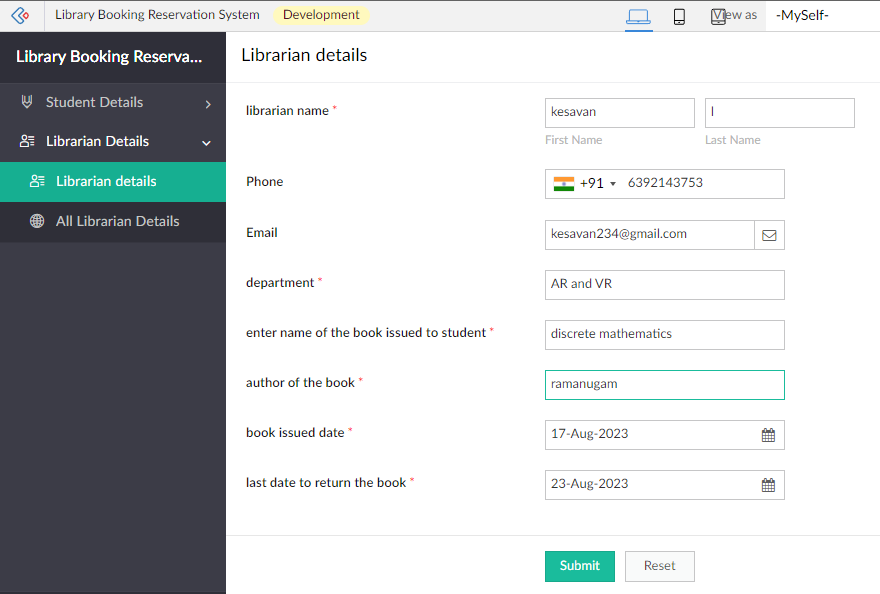 Library Booking Reservation System Development View as -MySelf-
Library Booking Reserva...
Student Details
Librarian Details
Librarian details
All Librarian Details
Librarian details
librarian name *
kesavan l
First Name Last Name
Phone +91 6392143753
Email kesavan234@gmail.com
department * AR and VR
enter name of the book issued to student * discrete mathematics
author of the book * ramanugam
book issued date * 17-Aug-2023
last date to return the book * 23-Aug-2023
Submit Reset